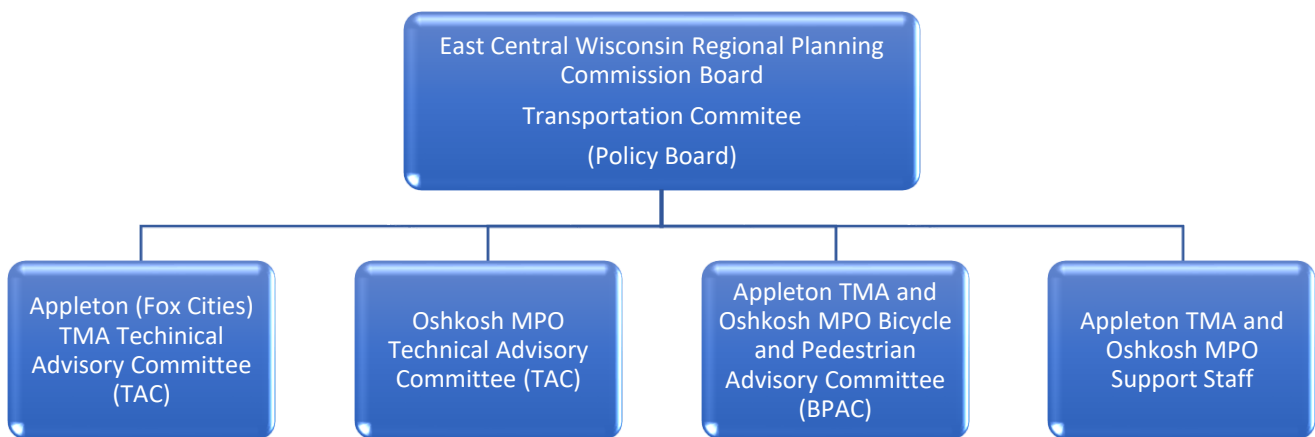 East Central Wisconsin Regional Planning
Commission Board
Transportation Commitee
(Policy Board)
Appleton (Fox Cities)
TMA Techinical
Advisory Committee
(TAC)
Oshkosh MPO
Technical Advisory
Committee (TAC)
Appleton TMA and
Oshkosh MPO Bicycle
and Pedestrian
Advisory Committee
(BPAC)
Appleton TMA and
Oshkosh MPO
Support Staff